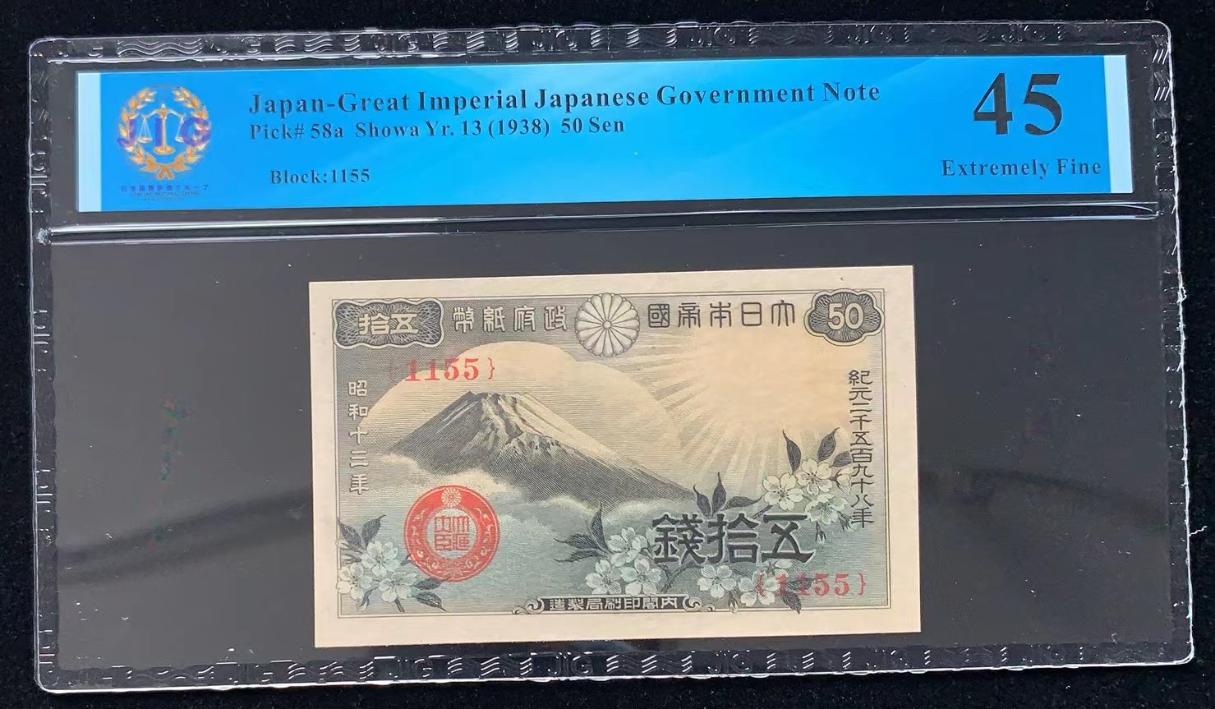 Japan-Great Imperial Japanese Government Note
Pick# 58a Showa Yr. 13 (1938) 50 Sen
Block:1155
45
Extremely Fine
JIG
拾五
幣紙府政
國帝本日大
50
{1155}
昭和十三年
紀元二千五百九十八年
錢拾五
{1155}
造製局刷印閣內